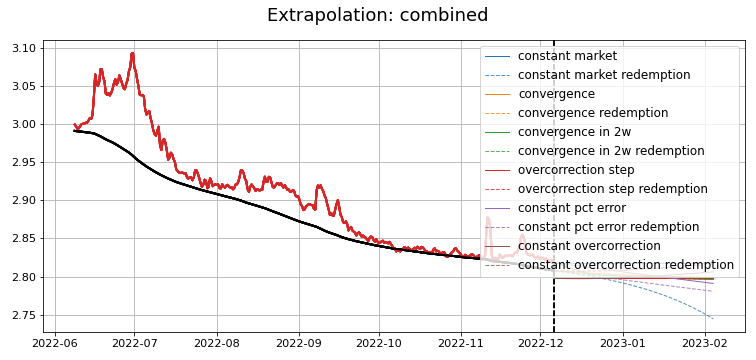 Extrapolation: combined
3.10
3.05
3.00
2.95
2.90
2.85
2.80
2.75
constant market
constant market redemption
convergence
convergence redemption
convergence in 2w
convergence in 2w redemption
overcorrection step
overcorrection step redemption
constant pct error
constant pct error redemption
constant overcorrection
constant overcorrection redemption
2022-06 2022-07 2022-08 2022-09 2022-10 2022-11 2022-12 2023-01 2023-02